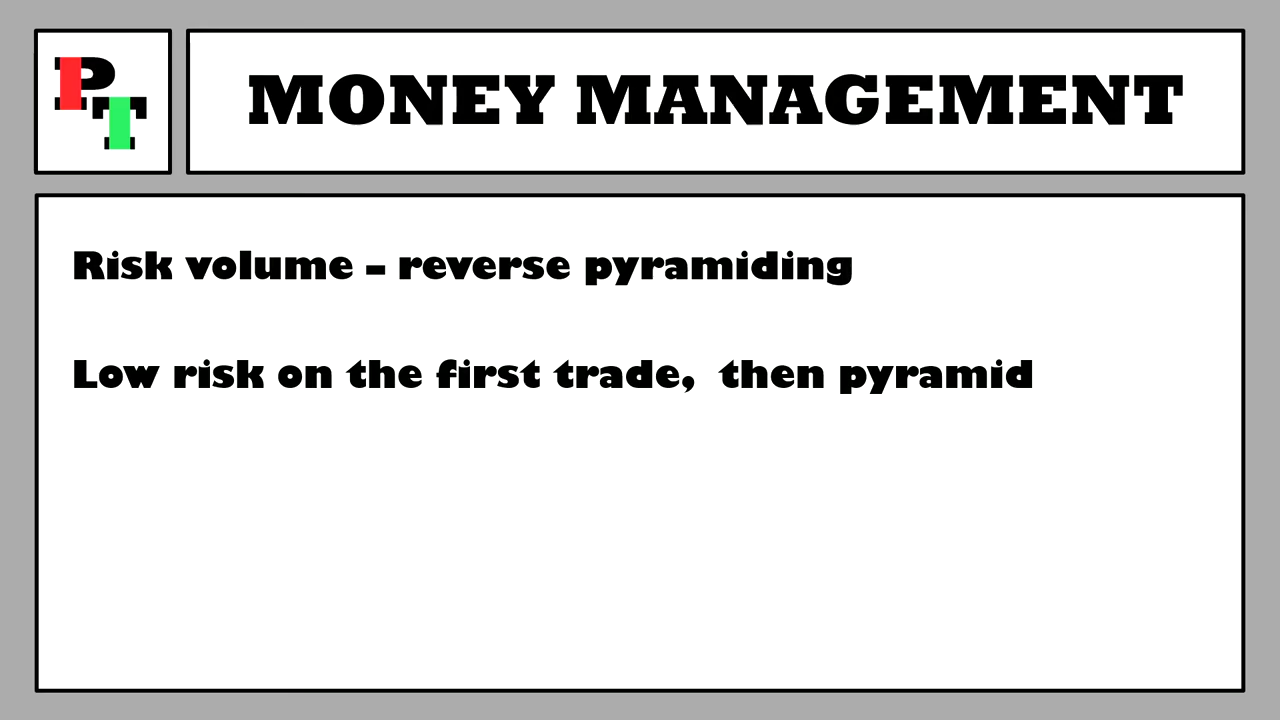 PT
MONEY MANAGEMENT
Risk volume – reverse pyramiding
Low risk on the first trade,  then pyramid